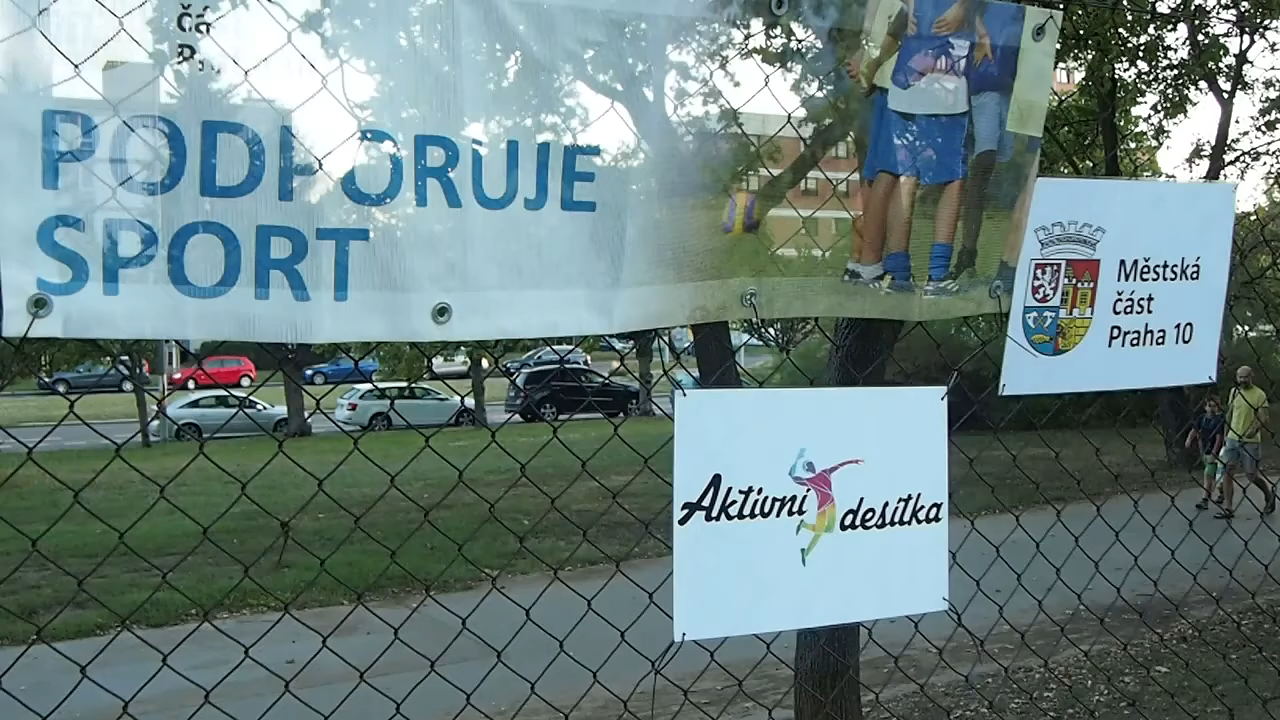 PODPORUJE
SPORT
Městská
část
Praha 10
Aktivní desítka